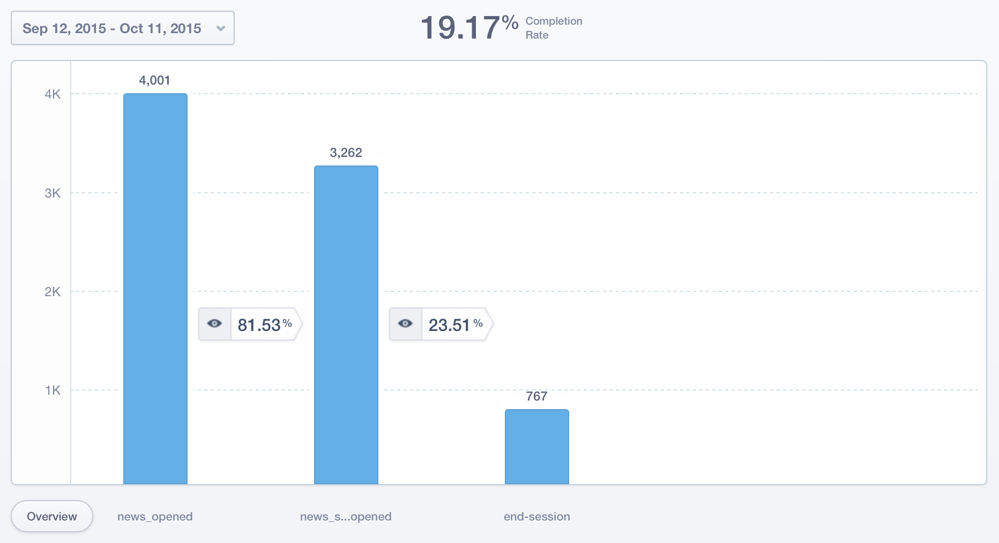 Sep 12, 2015 - Oct 11, 2015
19.17% Completion
Rate
4,001
4K
3,262
3K
2K
81.53%
23.51%
1K
767
Overview
news_opened
news_s...opened
end-session